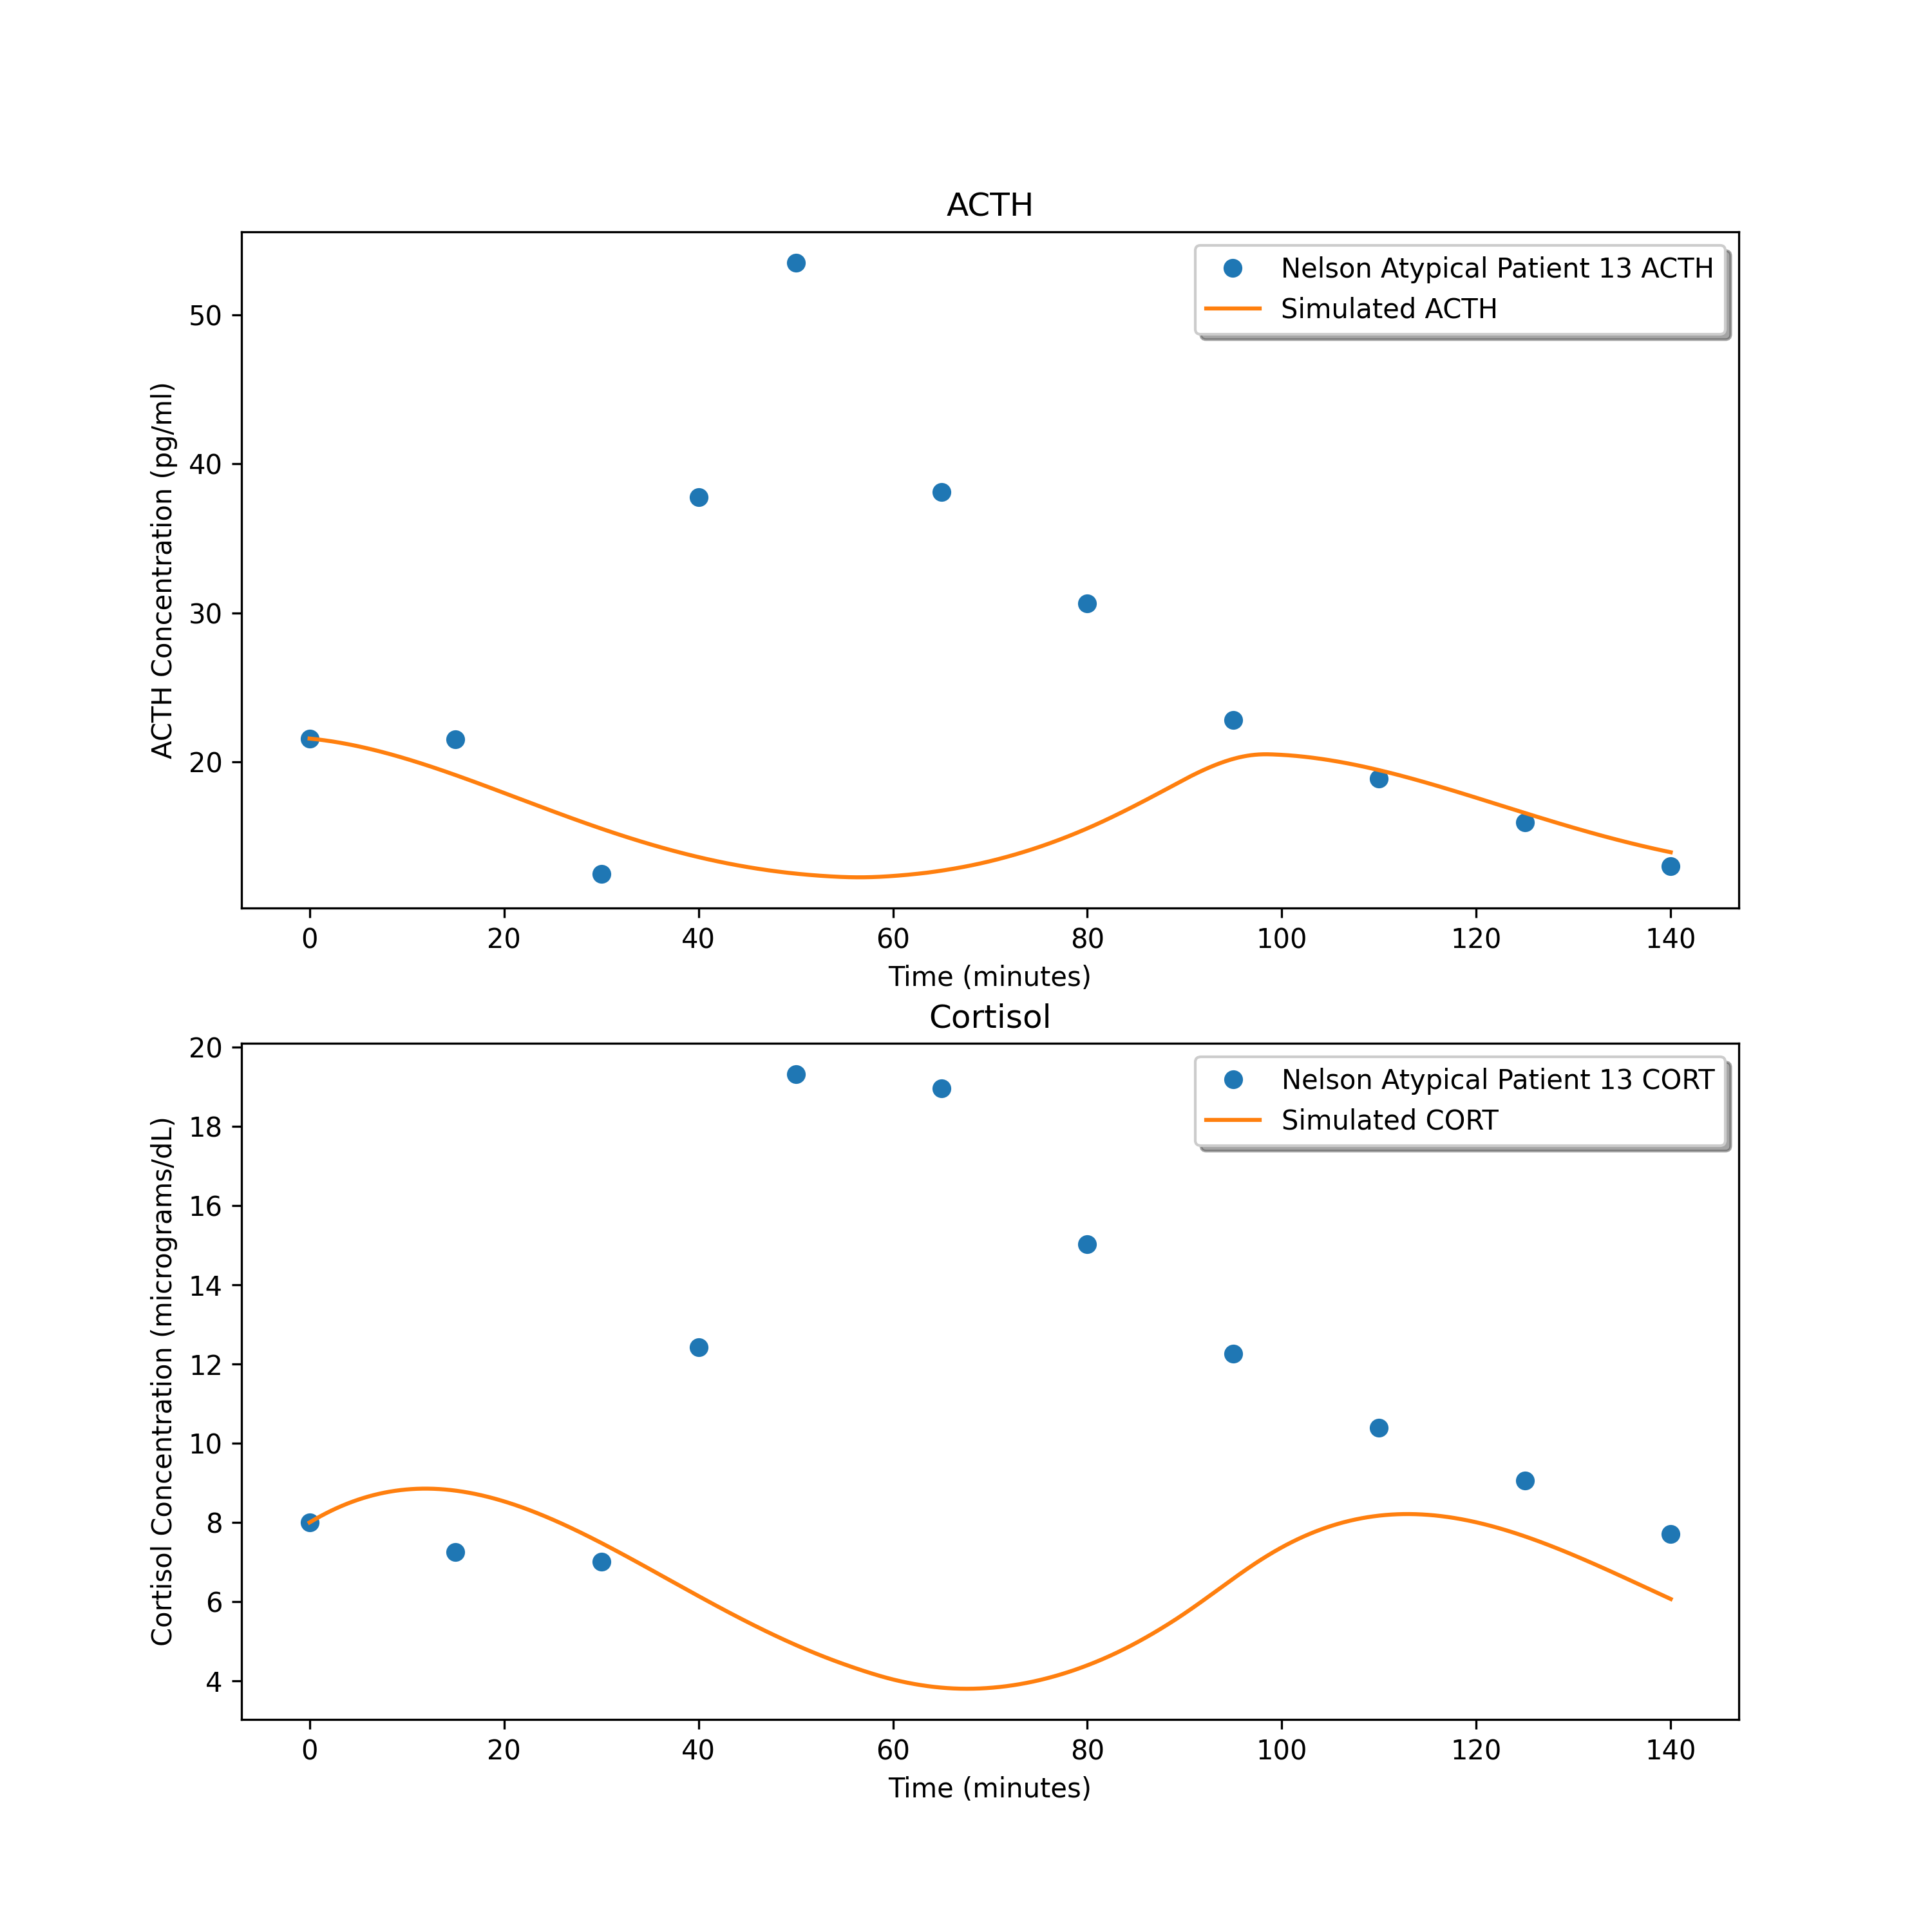 ACTH
Nelson Atypical Patient 13 ACTH
Simulated ACTH
ACTH Concentration (pg/ml)
50
40
30
20
0 20 40 60 80 100 120 140
Time (minutes)
Cortisol
Nelson Atypical Patient 13 CORT
Simulated CORT
Cortisol Concentration (micrograms/dL)
20
18
16
14
12
10
8
6
4
0 20 40 60 80 100 120 140
Time (minutes)